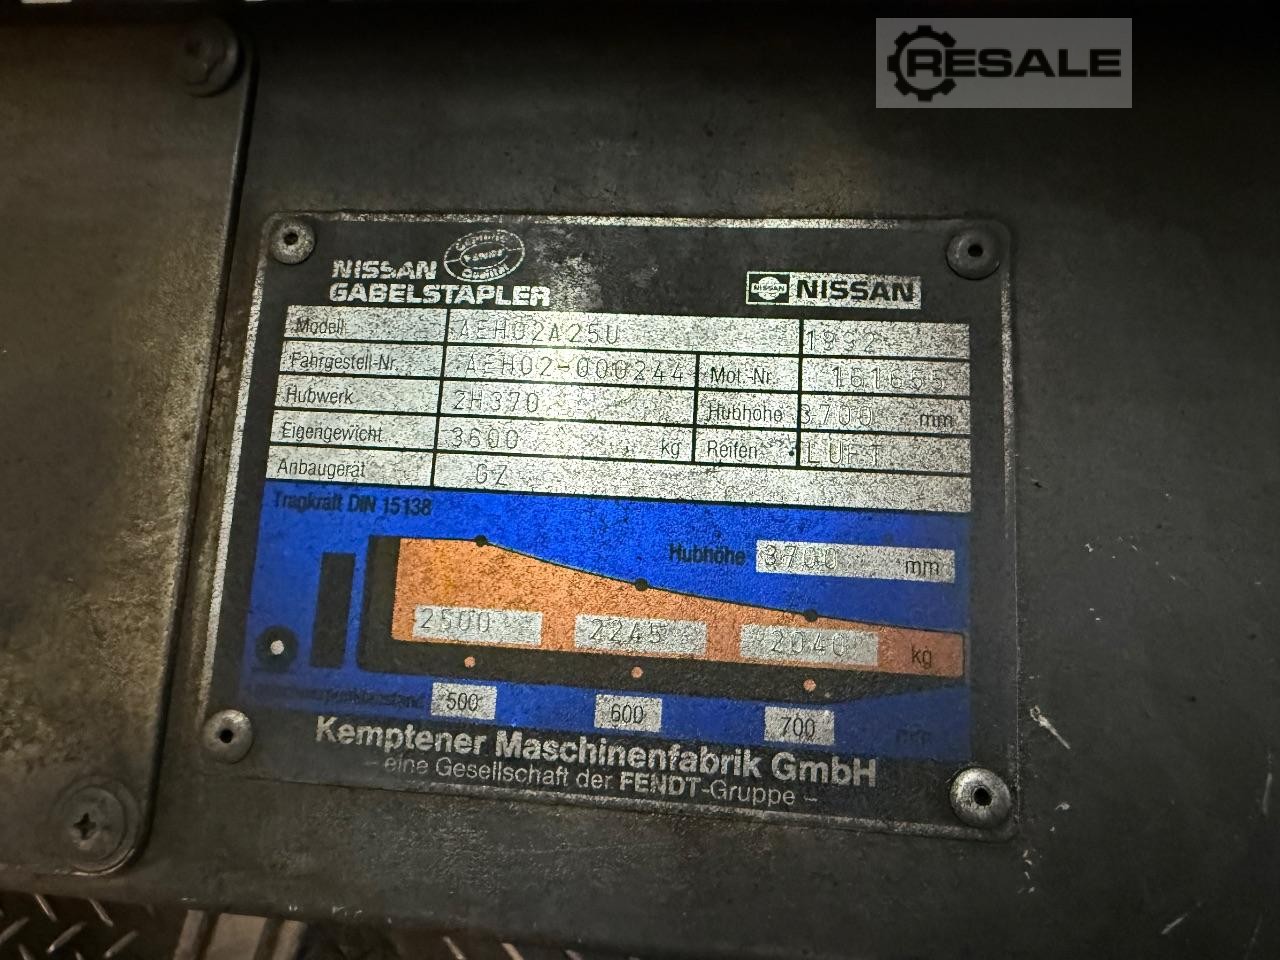 RESALE
NISSAN
GABELSTAPLER
NISSAN
Modell AEH02A25U 1992
Fahrgestell-Nr. AEH02-000244 Mot.-Nr. 161655
Hubwerk 2H370 Hubhöhe 3700 mm
Eigengewicht 3600 kg Reifen LUFT
Anbaugerät GZ
Tragkraft DIN 15138
Hubhöhe 3700 mm
2500 2245 2040 kg
500 600 700
Kemptener Maschinenfabrik GmbH
– eine Gesellschaft der FENDT-Gruppe –